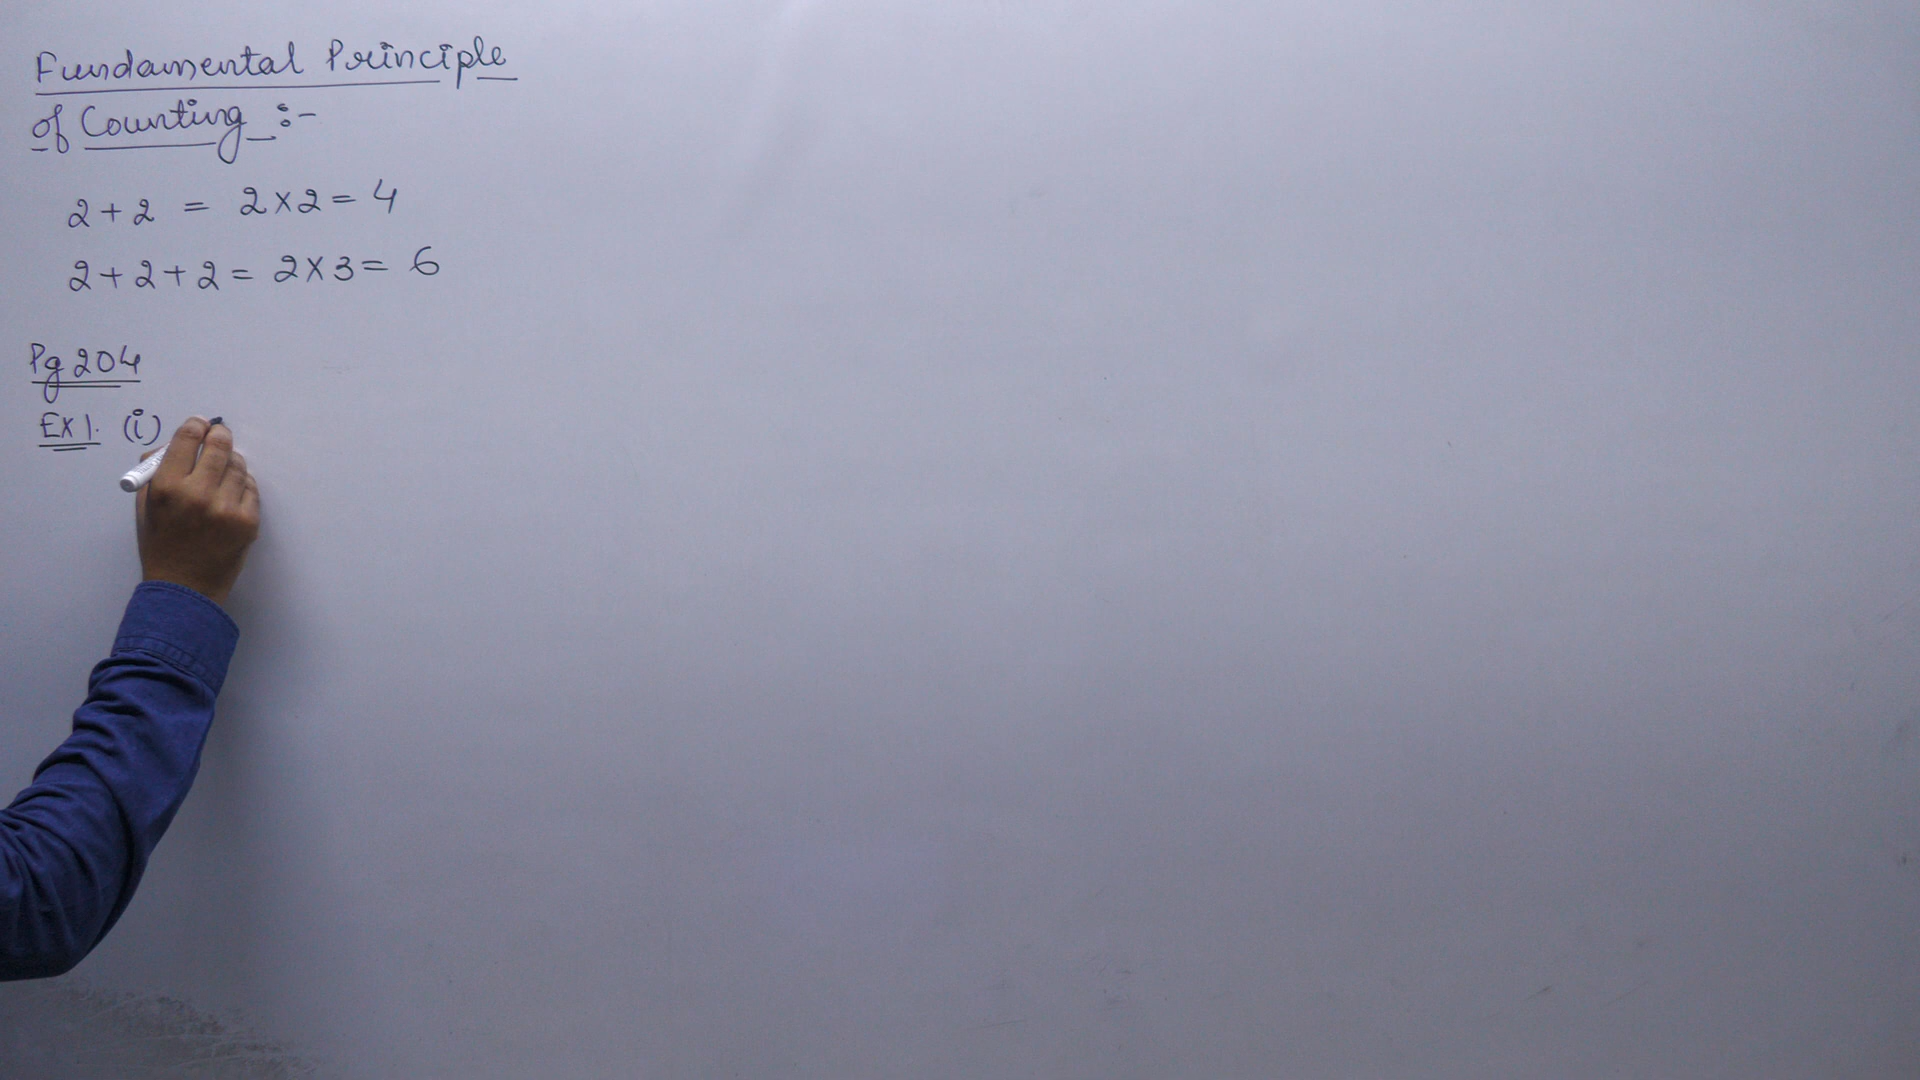 Fundamental Principle
of Counting :-
2 + 2 = 2 x 2 = 4
2 + 2 + 2 = 2 x 3 = 6
Pg 204
Ex 1. (i)